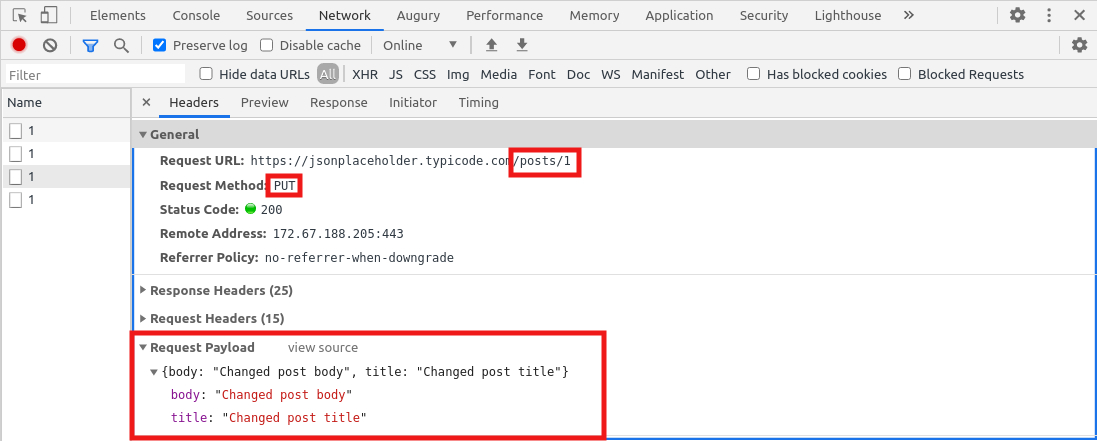 Elements Console Sources Network Augury Performance Memory Application Security Lighthouse »
Preserve log Disable cache Online
Filter Hide data URLs All XHR JS CSS Img Media Font Doc WS Manifest Other Has blocked cookies Blocked Requests
Name × Headers Preview Response Initiator Timing
1
1
1
1
General
Request URL: https://jsonplaceholder.typicode.com/posts/1
Request Method: PUT
Status Code: 200
Remote Address: 172.67.188.205:443
Referrer Policy: no-referrer-when-downgrade
Response Headers (25)
Request Headers (15)
Request Payload view source
{body: "Changed post body", title: "Changed post title"}
body: "Changed post body"
title: "Changed post title"